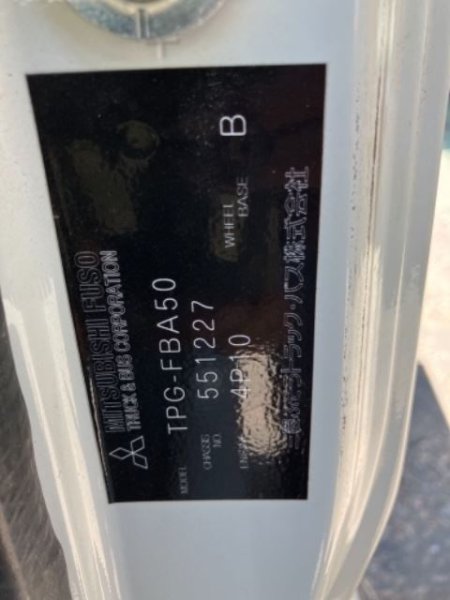 MITSUBISHI FUSO
TRUCK & BUS CORPORATION
MODEL TPG-FBA50
CHASSIS NO. 551227
ENGINE 4P10 WHEEL BASE B
三菱ふそうトラック・バス株式会社